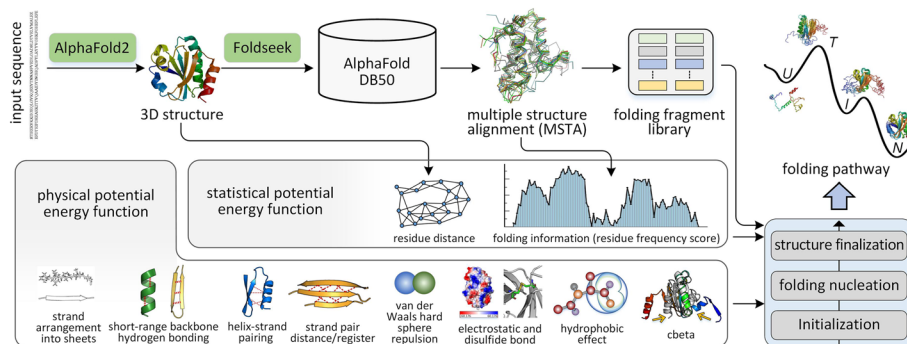 input sequence
AlphaFold2
3D structure
Foldseek
AlphaFold
DB50
multiple structure
alignment (MSTA)
folding fragment
library
U
T
I
N
folding pathway
physical potential
energy function
statistical potential
energy function
residue distance
folding information (residue frequency score)
structure finalization
folding nucleation
Initialization
strand
arrangement
into sheets
short-range backbone
hydrogen bonding
helix-strand
pairing
strand pair
distance/register
van der
Waals hard
sphere
repulsion
electrostatic and
disulfide bond
hydrophobic
effect
cbeta